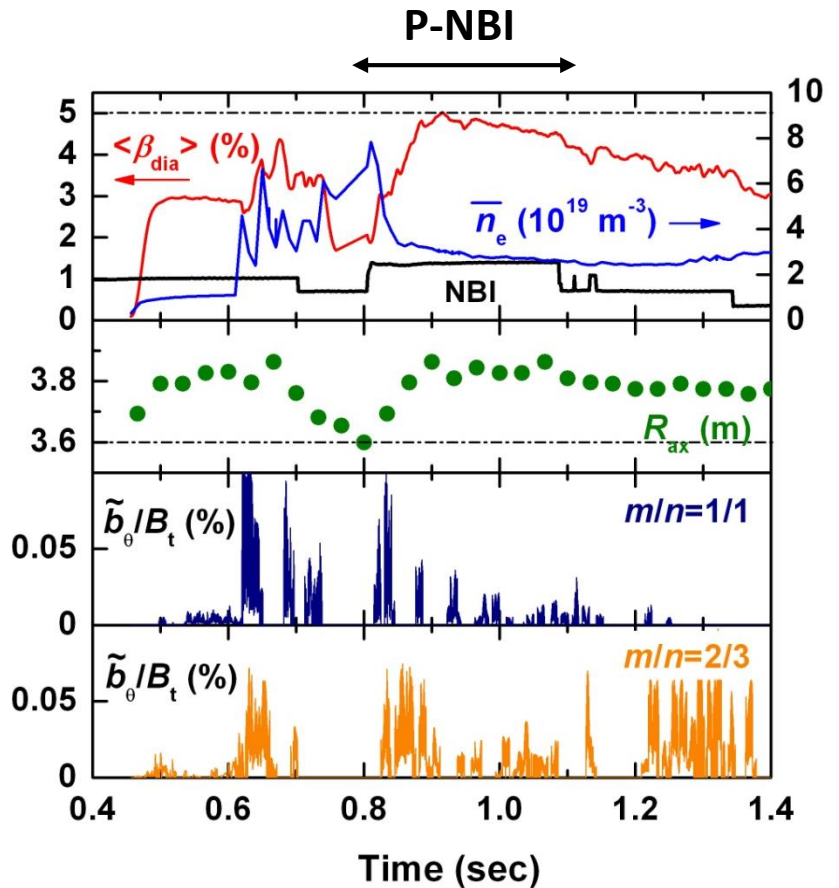 P-NBI
5
4
3
2
1
0
<β_dia> (%)
n̅_e (10^19 m^-3)
NBI
10
8
6
4
2
0
3.8
3.6
R_ax (m)
0.05
0
b̃_θ/B_t (%)
m/n=1/1
0.05
0
b̃_θ/B_t (%)
m/n=2/3
0.4 0.6 0.8 1.0 1.2 1.4
Time (sec)